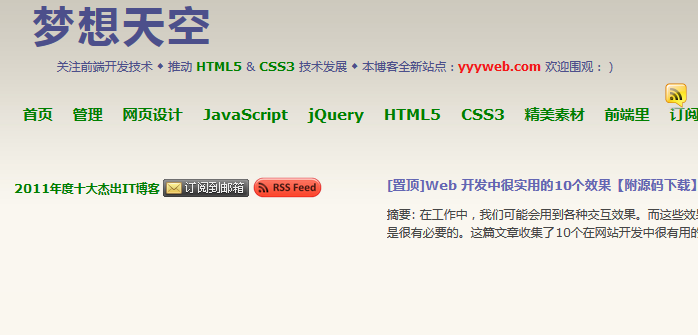 梦想天空
关注前端开发技术 ◆ 推动 HTML5 & CSS3 技术发展 ◆ 本博客全新站点：yyyweb.com 欢迎围观：）
首页 管理 网页设计 JavaScript jQuery HTML5 CSS3 精美素材 前端里 订阅
2011年度十大杰出IT博客 订阅到邮箱 RSS Feed
[置顶]Web 开发中很实用的10个效果【附源码下载】
摘要: 在工作中，我们可能会用到各种交互效果。而这些效果
是很有必要的。这篇文章收集了10个在网站开发中很有用的